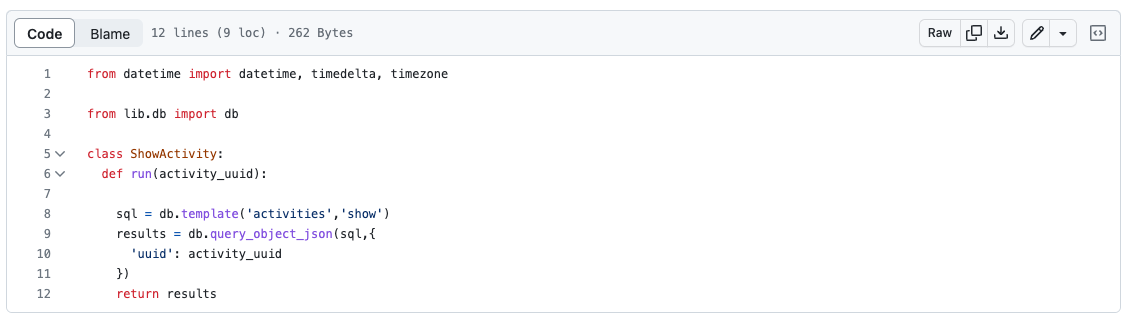 Code Blame 12 lines (9 loc) · 262 Bytes Raw
1 from datetime import datetime, timedelta, timezone
2
3 from lib.db import db
4
5 class ShowActivity:
6 def run(activity_uuid):
7
8 sql = db.template('activities','show')
9 results = db.query_object_json(sql,{
10 'uuid': activity_uuid
11 })
12 return results